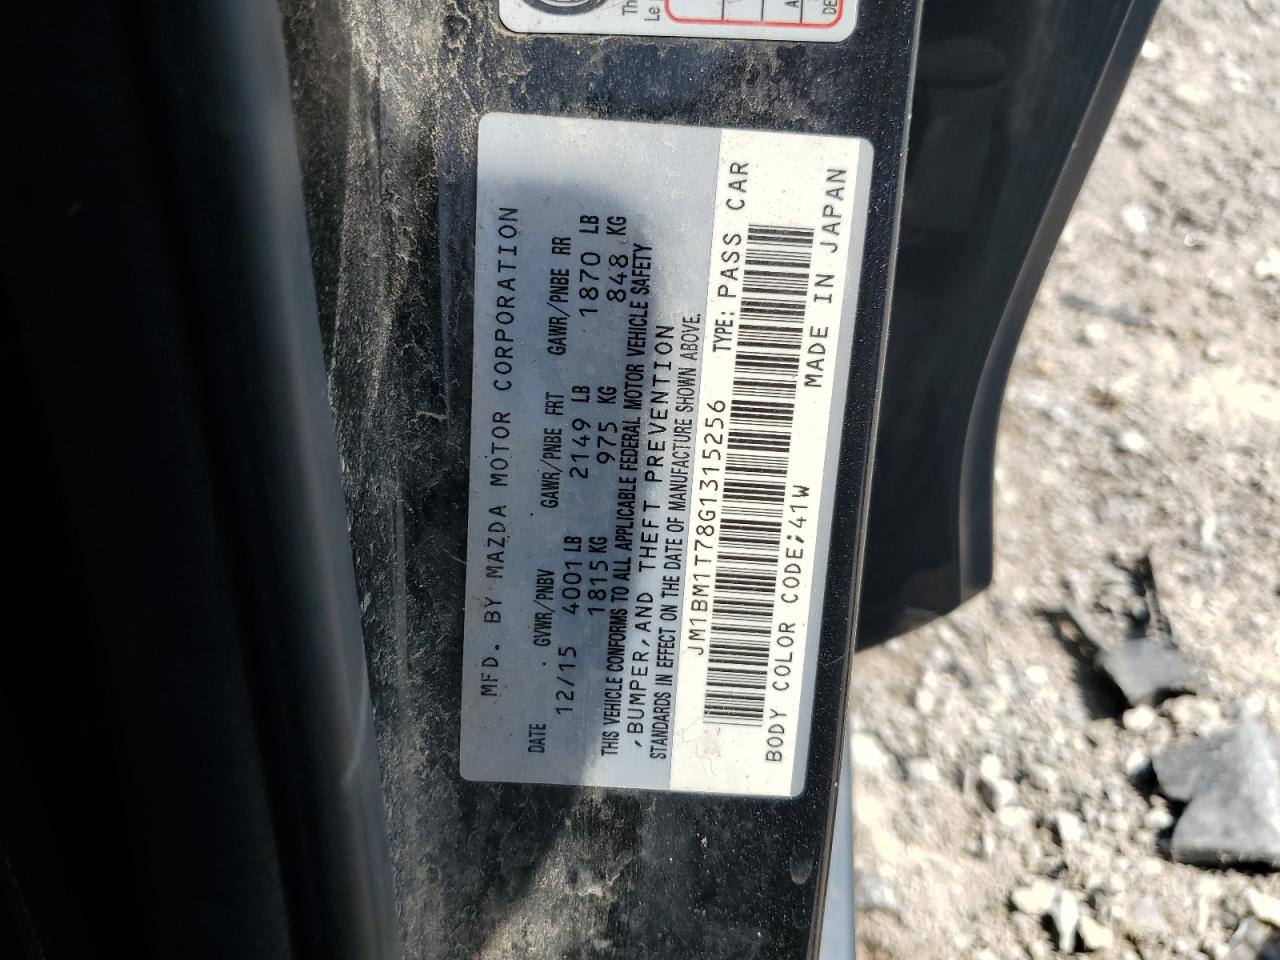 MFD. BY MAZDA MOTOR CORPORATION
DATE GVWR/PNBV GAWR/PNBE FRT GAWR/PNBE RR
12/15 4001 LB 2149 LB 1870 LB
1815 KG 975 KG 848 KG
THIS VEHICLE CONFORMS TO ALL APPLICABLE FEDERAL MOTOR VEHICLE SAFETY
,BUMPER,AND THEFT PREVENTION
STANDARDS IN EFFECT ON THE DATE OF MANUFACTURE SHOWN ABOVE.
JM1BM1T78G1315256 TYPE: PASS CAR
BODY COLOR CODE;41W MADE IN JAPAN
Th
Le
A
DE